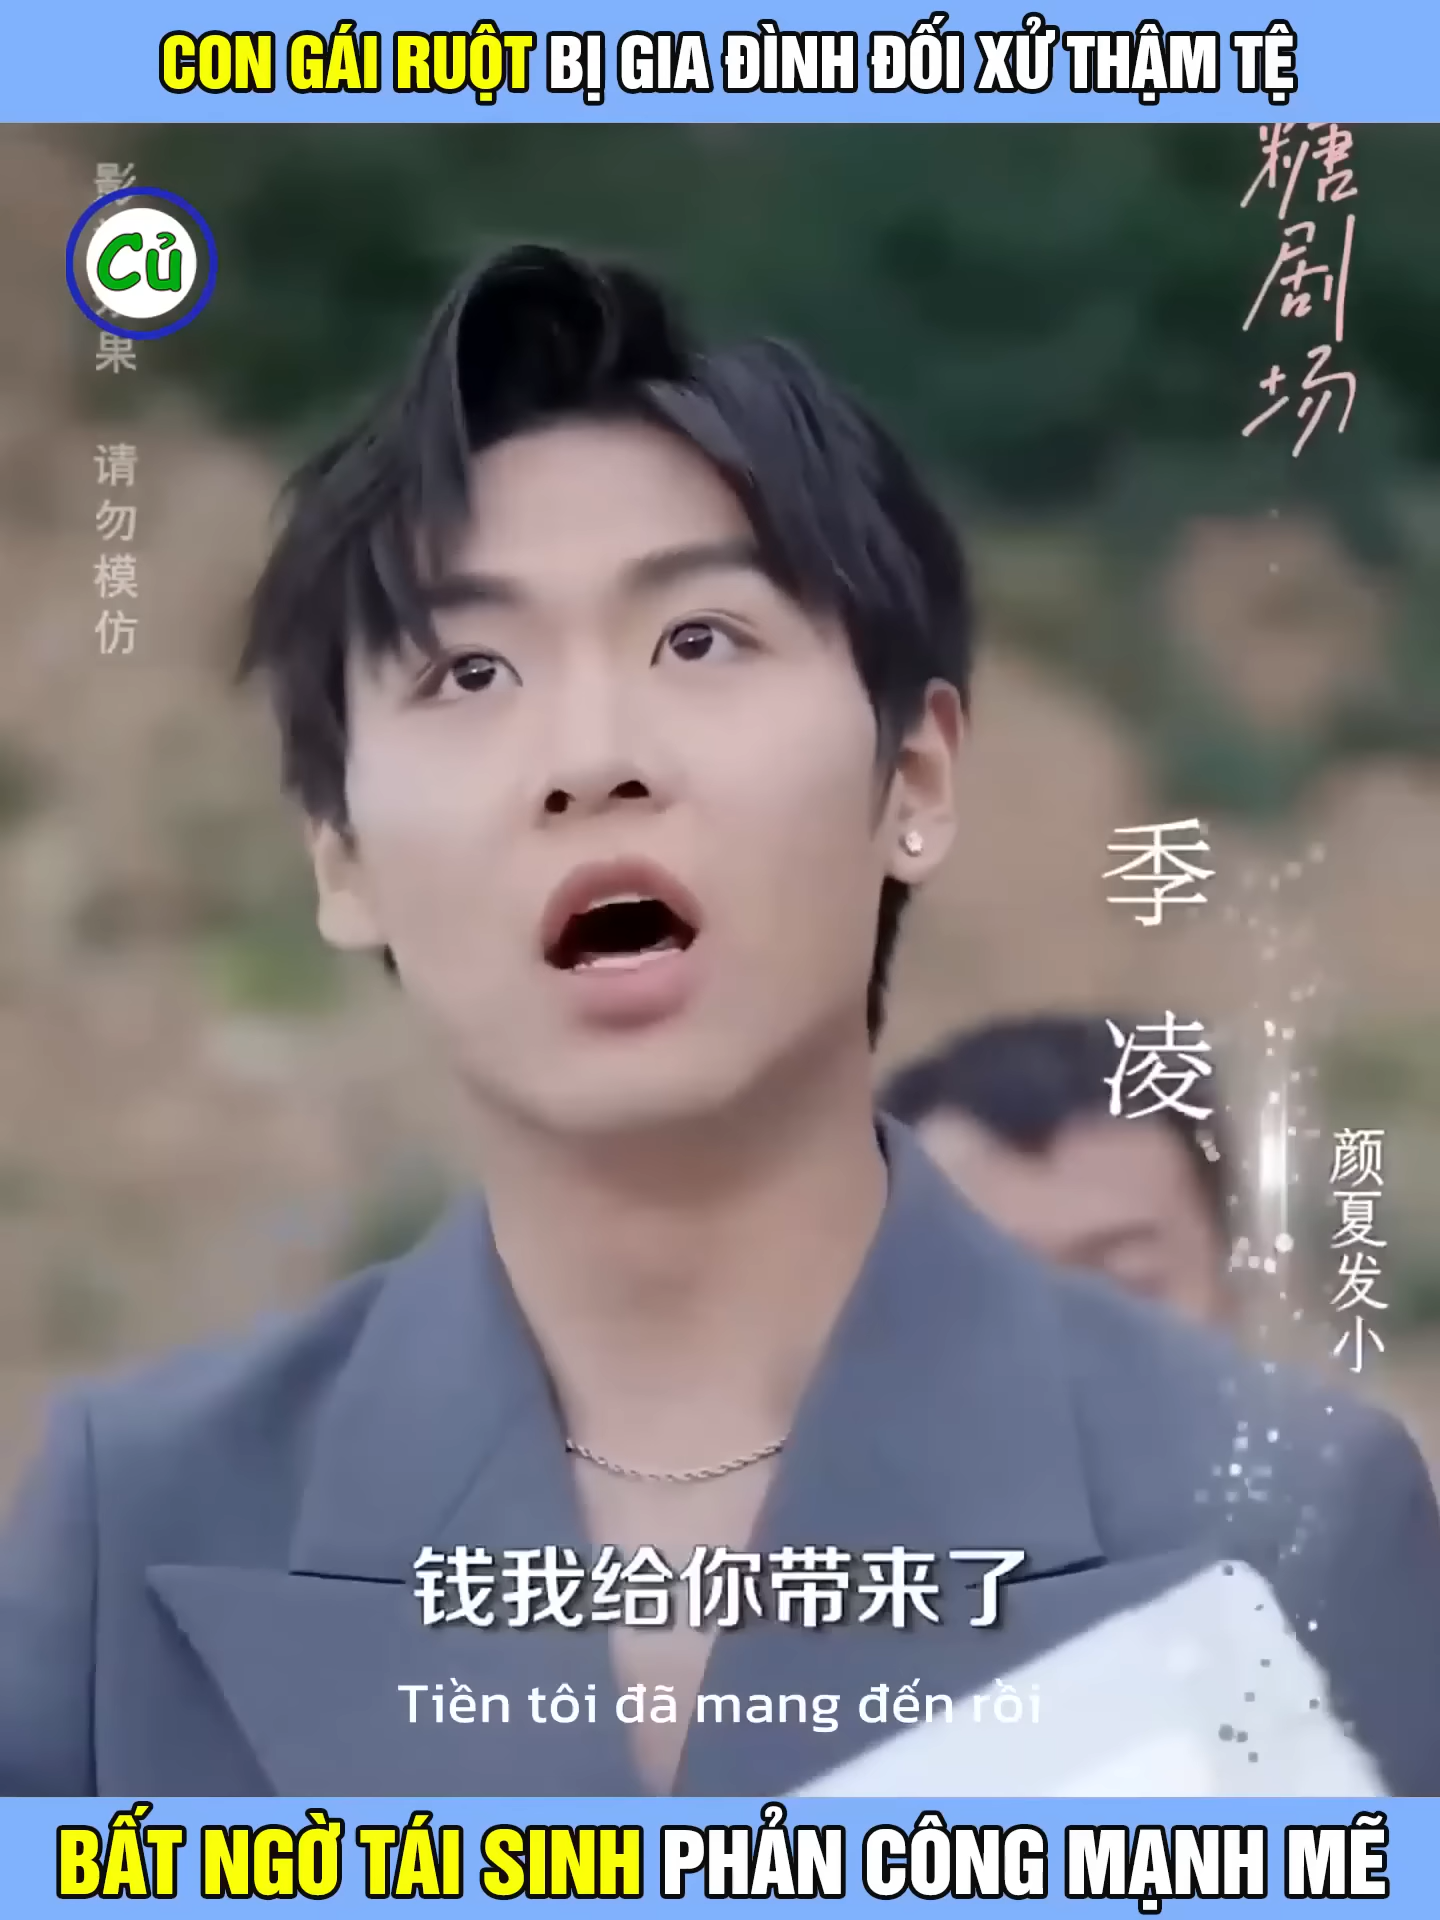 CON GÁI RUỘT BỊ GIA ĐÌNH ĐỐI XỬ THẬM TỆ
糖剧场
影
果
请勿模仿
Củ
季凌
颜夏发小
钱我给你带来了
Tiền tôi đã mang đến rồi
BẤT NGỜ TÁI SINH PHẢN CÔNG MẠNH MẼ